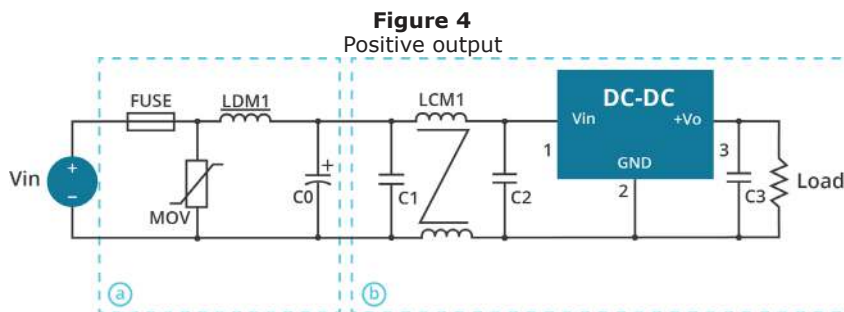 Figure 4
Positive output
FUSE
LDM1
LCM1
DC-DC
Vin
+Vo
1
3
GND
2
Vin
+
−
MOV
+
C0
C1
C2
C3
Load
a
b